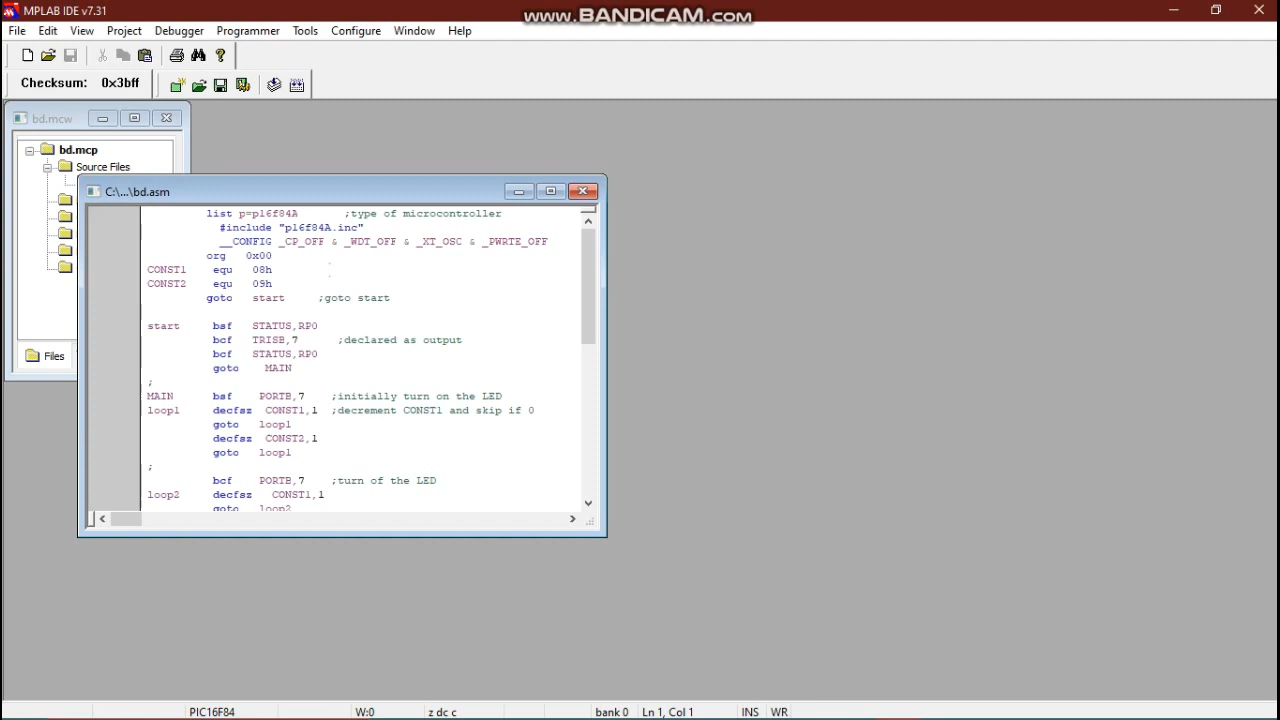 MPLAB IDE v7.31
www.BANDICAM.com
File Edit View Project Debugger Programmer Tools Configure Window Help
Checksum: 0x3bff
bd.mcw
bd.mcp
Source Files
Files
C:\...\bd.asm
list p=p16f84A ;type of microcontroller
#include "p16f84A.inc"
__CONFIG _CP_OFF & _WDT_OFF & _XT_OSC & _PWRTE_OFF
org 0x00
CONST1 equ 08h
CONST2 equ 09h
goto start ;goto start
start bsf STATUS,RP0
bcf TRISB,7 ;declared as output
bcf STATUS,RP0
goto MAIN
;
MAIN bsf PORTB,7 ;initially turn on the LED
loop1 decfsz CONST1,1 ;decrement CONST1 and skip if 0
goto loop1
decfsz CONST2,1
goto loop1
;
bcf PORTB,7 ;turn of the LED
loop2 decfsz CONST1,1
goto loop2
PIC16F84 W:0 z dc c bank 0 Ln 1, Col 1 INS WR